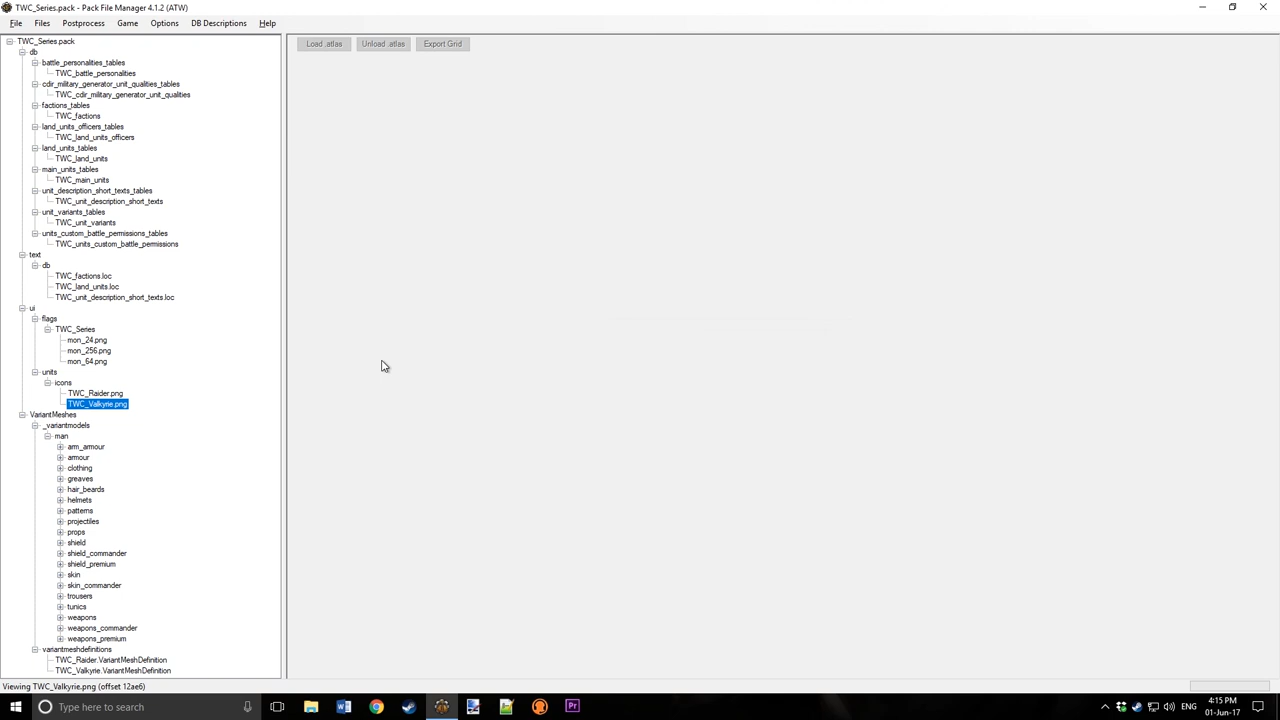 TWC_Series.pack - Pack File Manager 4.1.2 (ATW)
File Files Postprocess Game Options DB Descriptions Help
TWC_Series.pack
db
battle_personalities_tables
TWC_battle_personalities
cdir_military_generator_unit_qualities_tables
TWC_cdir_military_generator_unit_qualities
factions_tables
TWC_factions
land_units_officers_tables
TWC_land_units_officers
land_units_tables
TWC_land_units
main_units_tables
TWC_main_units
unit_description_short_texts_tables
TWC_unit_description_short_texts
unit_variants_tables
TWC_unit_variants
units_custom_battle_permissions_tables
TWC_units_custom_battle_permissions
text
db
TWC_factions.loc
TWC_land_units.loc
TWC_unit_description_short_texts.loc
ui
flags
TWC_Series
mon_24.png
mon_256.png
mon_64.png
units
icons
TWC_Raider.png
TWC_Valkyrie.png
VariantMeshes
_variantmodels
man
arm_armour
armour
clothing
greaves
hair_beards
helmets
patterns
projectiles
props
shield
shield_commander
shield_premium
skin
skin_commander
trousers
tunics
weapons
weapons_commander
weapons_premium
variantmeshdefinitions
TWC_Raider.VariantMeshDefinition
TWC_Valkyrie.VariantMeshDefinition
Load .atlas Unload .atlas Export Grid
Viewing TWC_Valkyrie.png (offset 12ae6)
Type here to search
Pr
ENG
4:15 PM
01-Jun-17